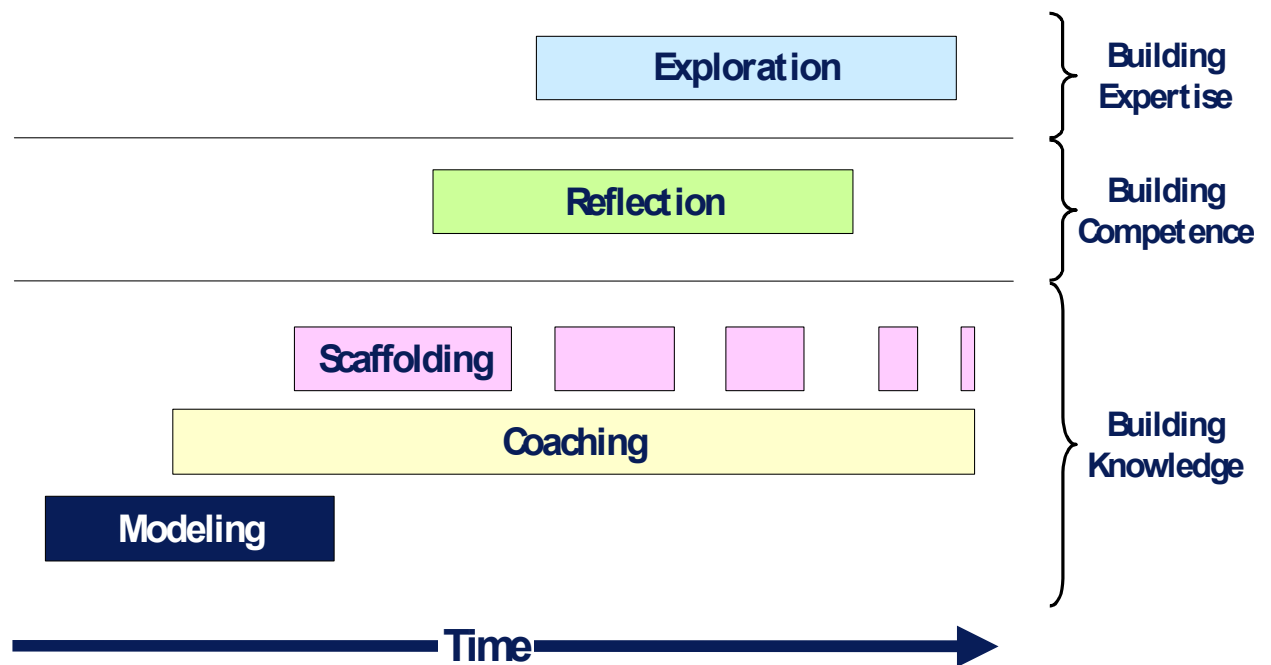 Exploration
Building
Expertise
Reflection
Building
Competence
Scaffolding
Coaching
Building
Knowledge
Modeling
Time